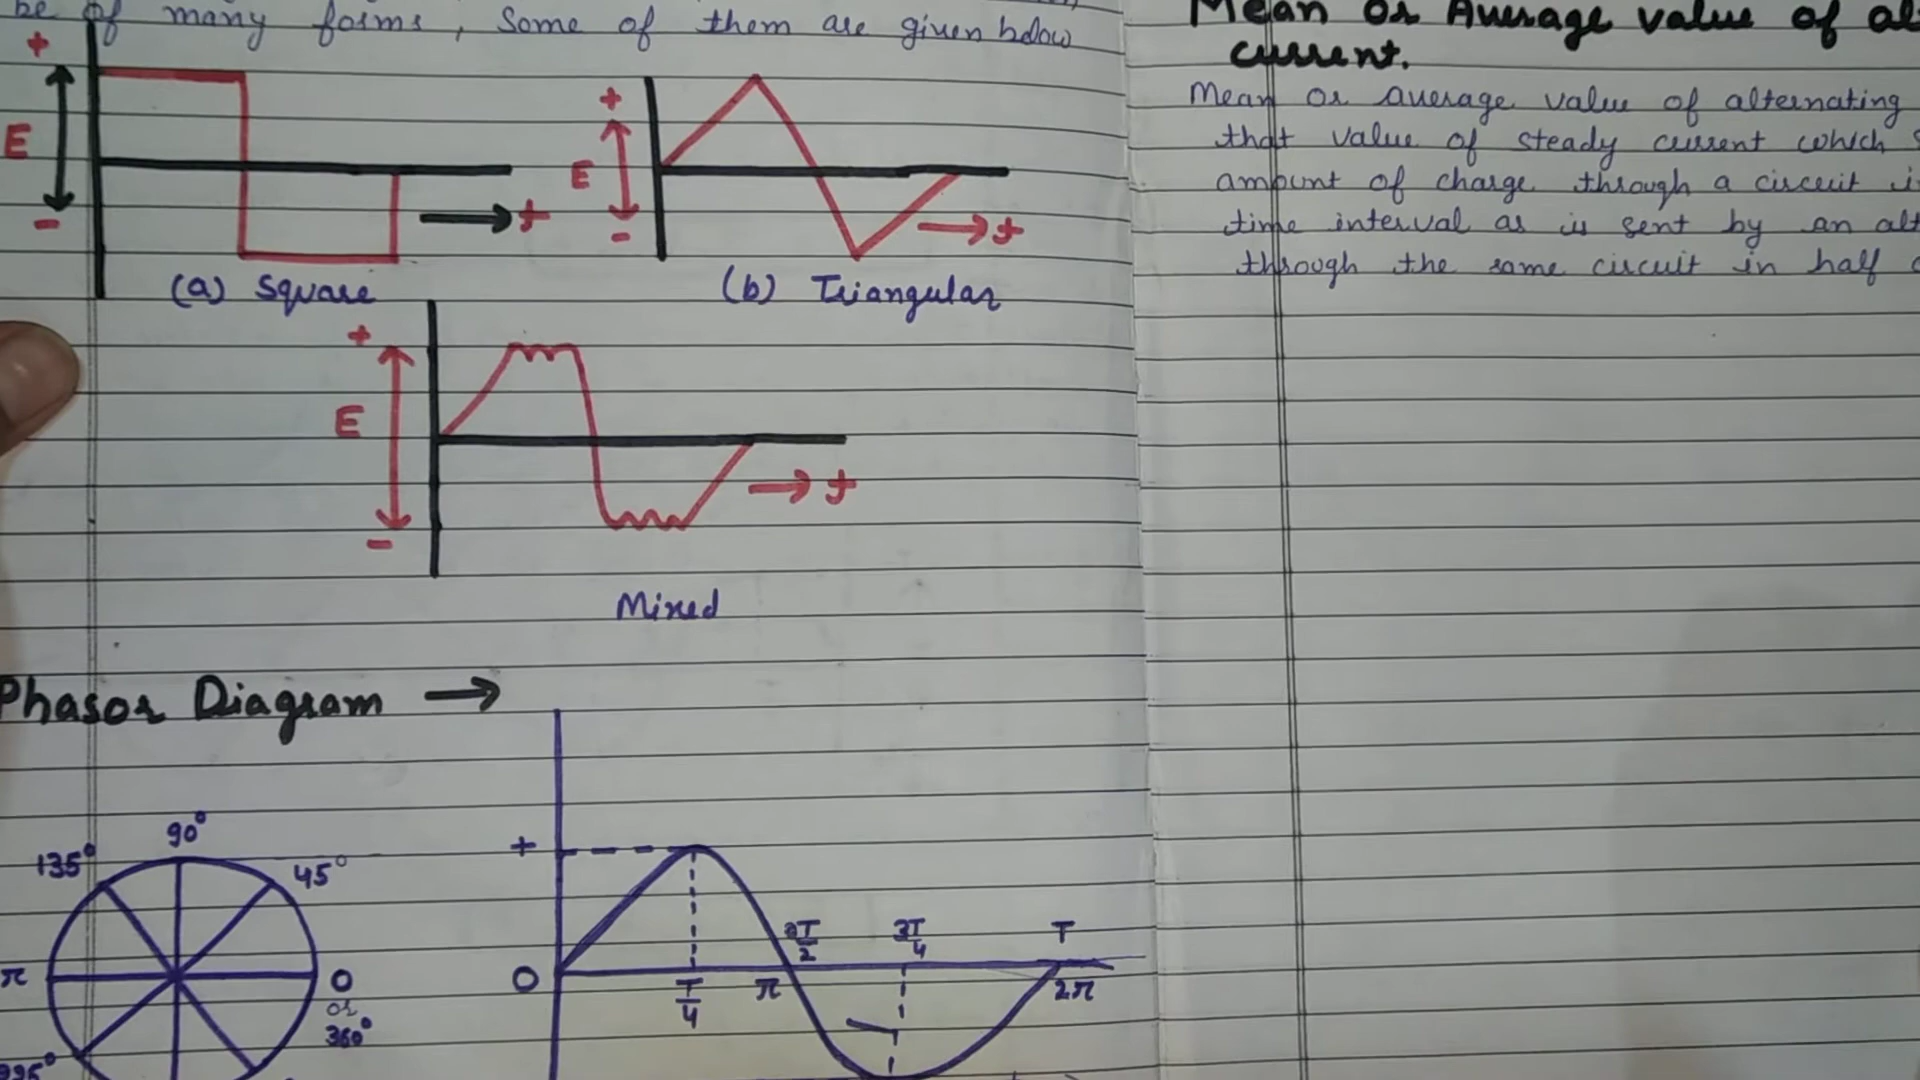 be of many forms, Some of them are given below
+
E
-
t
(a) Square
+
E
-
t
(b) Triangular
+
E
-
t
Mixed
Phasor Diagram →
90°
135°
45°
π
0
or
360°
+
0
T/4
π
T/2
3T/4
T
2π
Mean or Average value of
current.
Mean or average value of alternating
that value of steady current which
amount of charge through a circuit
time interval as is sent by an
through the same circuit in half